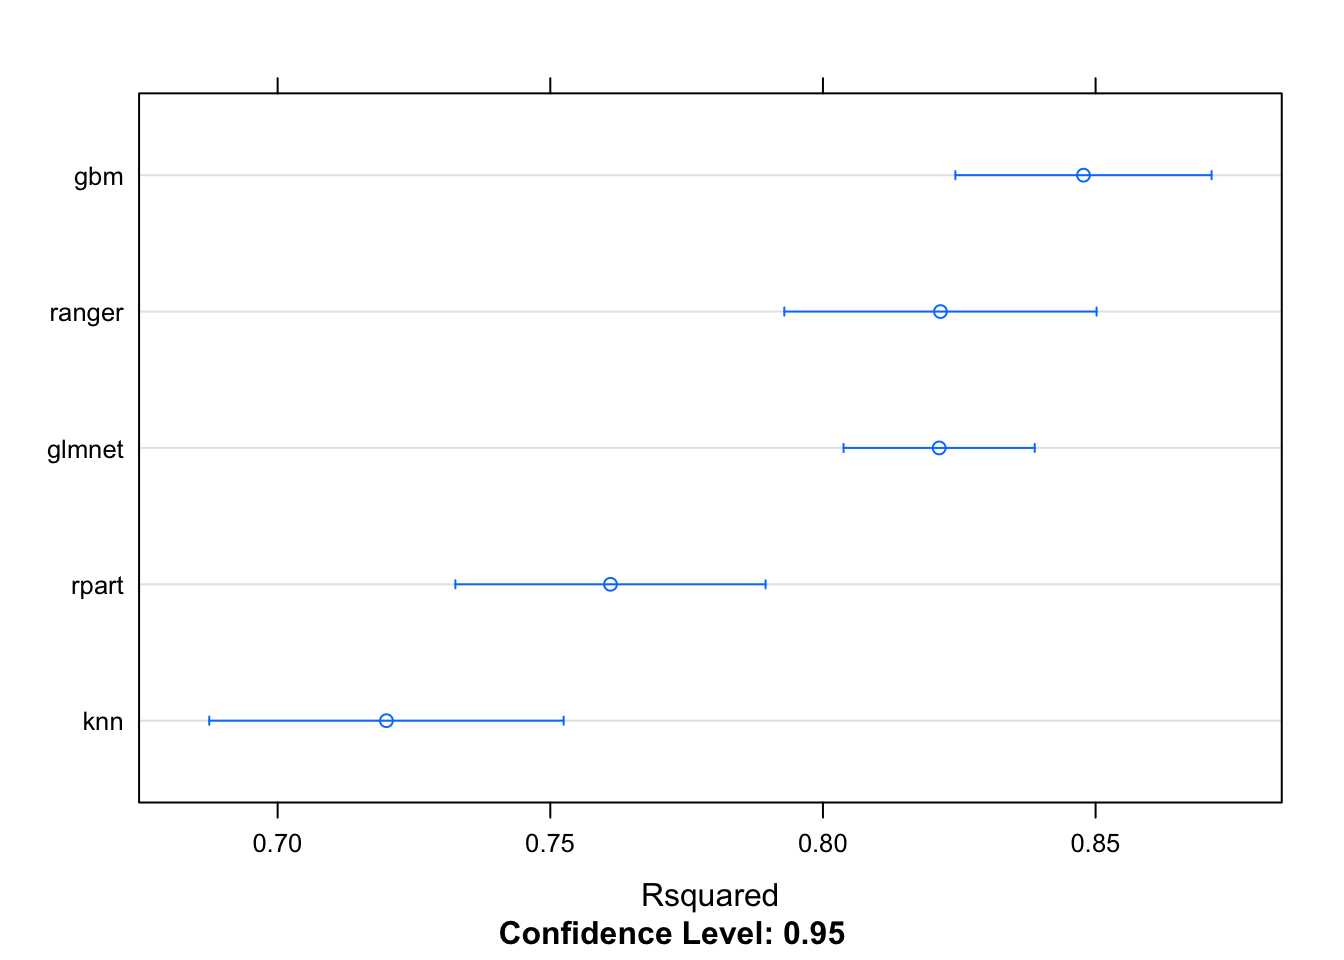 gbm
ranger
glmnet
rpart
knn
0.70 0.75 0.80 0.85
Rsquared
Confidence Level: 0.95